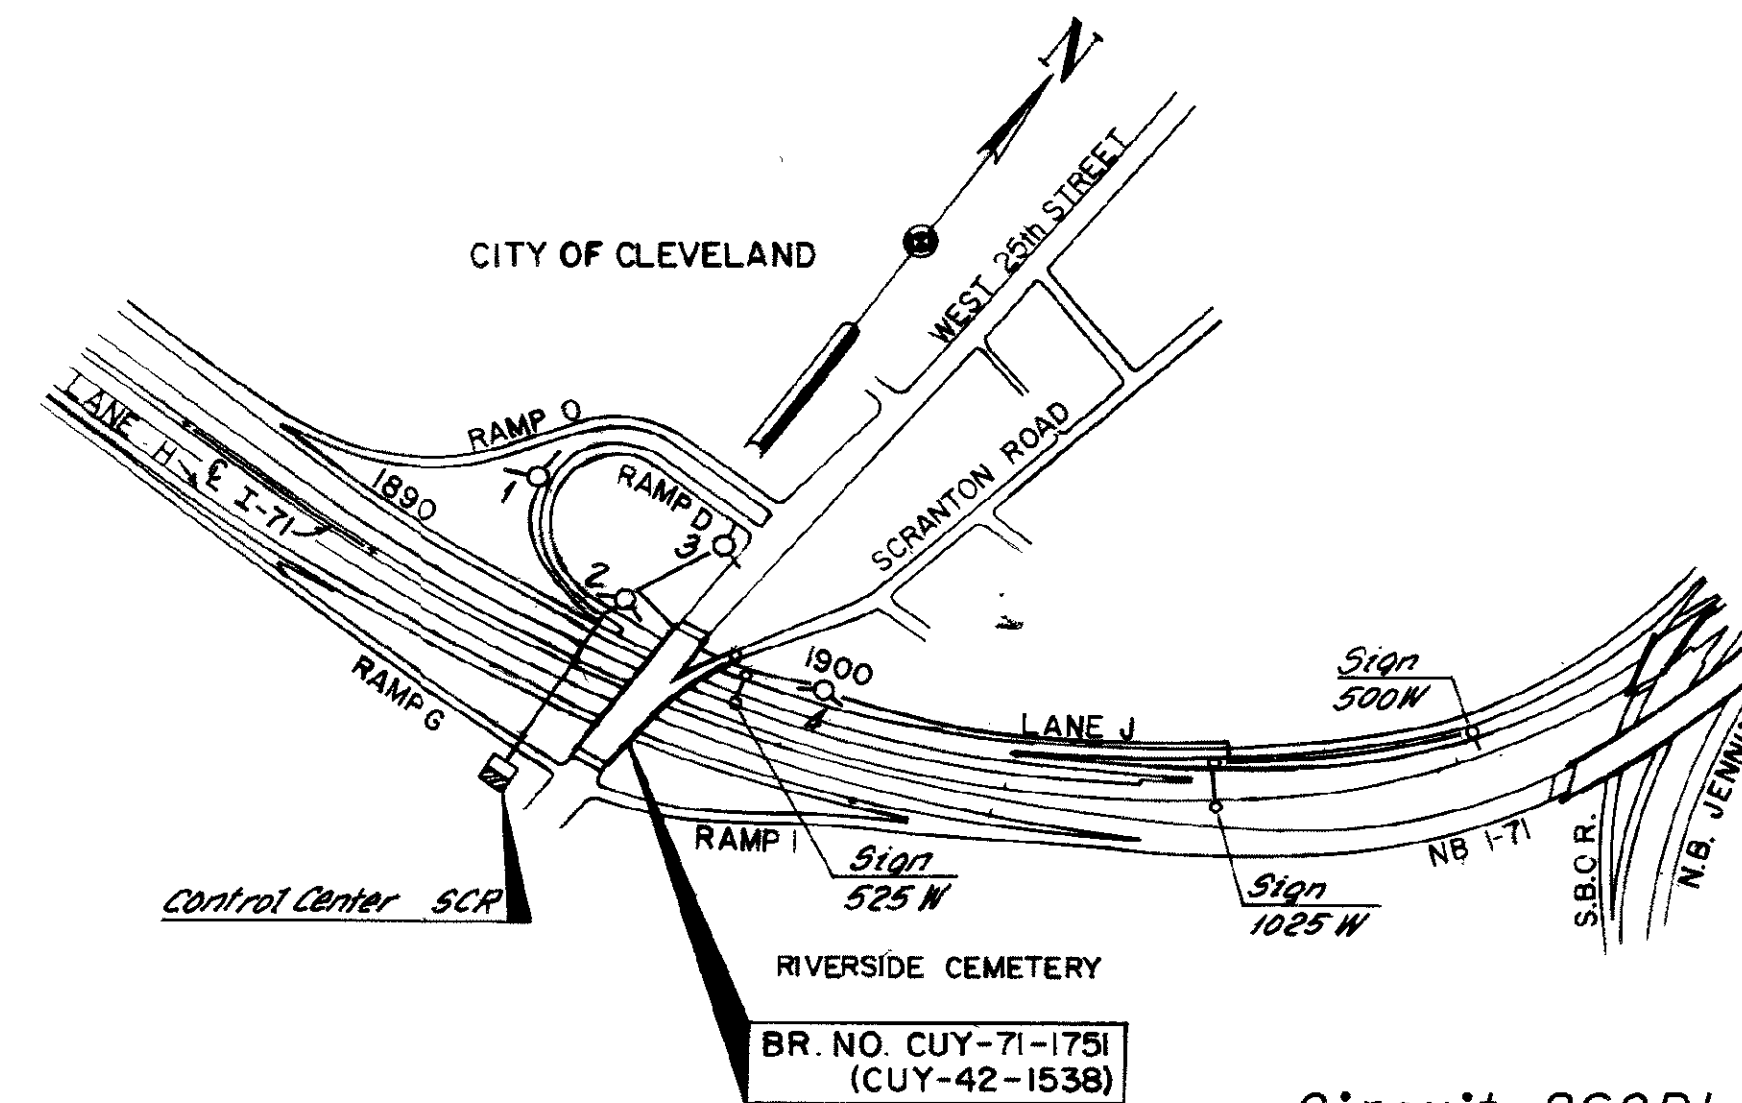 N
CITY OF CLEVELAND
WEST 25th STREET
SCRANTON ROAD
RAMP O
RAMP D
LANE H
℄ I-71
1890
1
2
3
4
1900
RAMP G
LANE J
Sign
500W
RAMP I
NB I-71
Sign
525 W
Sign
1025 W
S.B.O.R.
Control Center SCR
RIVERSIDE CEMETERY
BR. NO. CUY-71-1751
(CUY-42-1538)